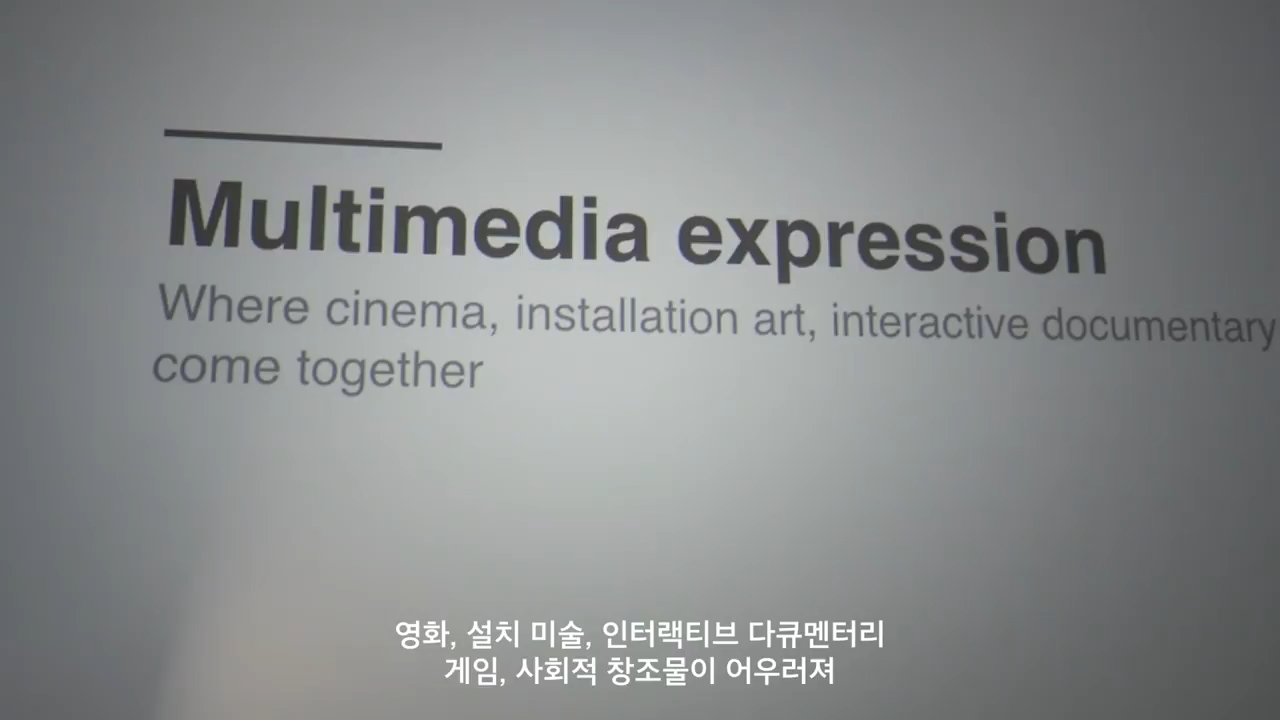 Multimedia expression
Where cinema, installation art, interactive documentary
come together
영화, 설치 미술, 인터랙티브 다큐멘터리
게임, 사회적 창조물이 어우러져